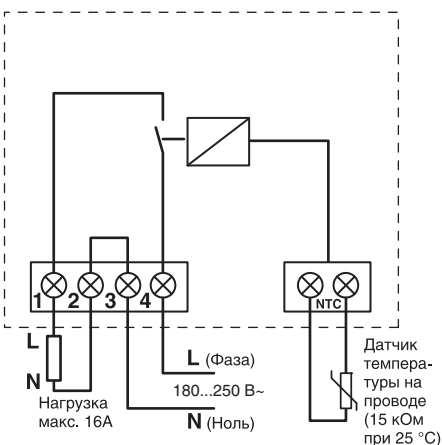 1 2 3 4
NTC
L
N
Нагрузка
макс. 16А
L (Фаза)
180...250 В~
N (Ноль)
Датчик
темпера-
туры на
проводе
(15 кОм
при 25 °C)